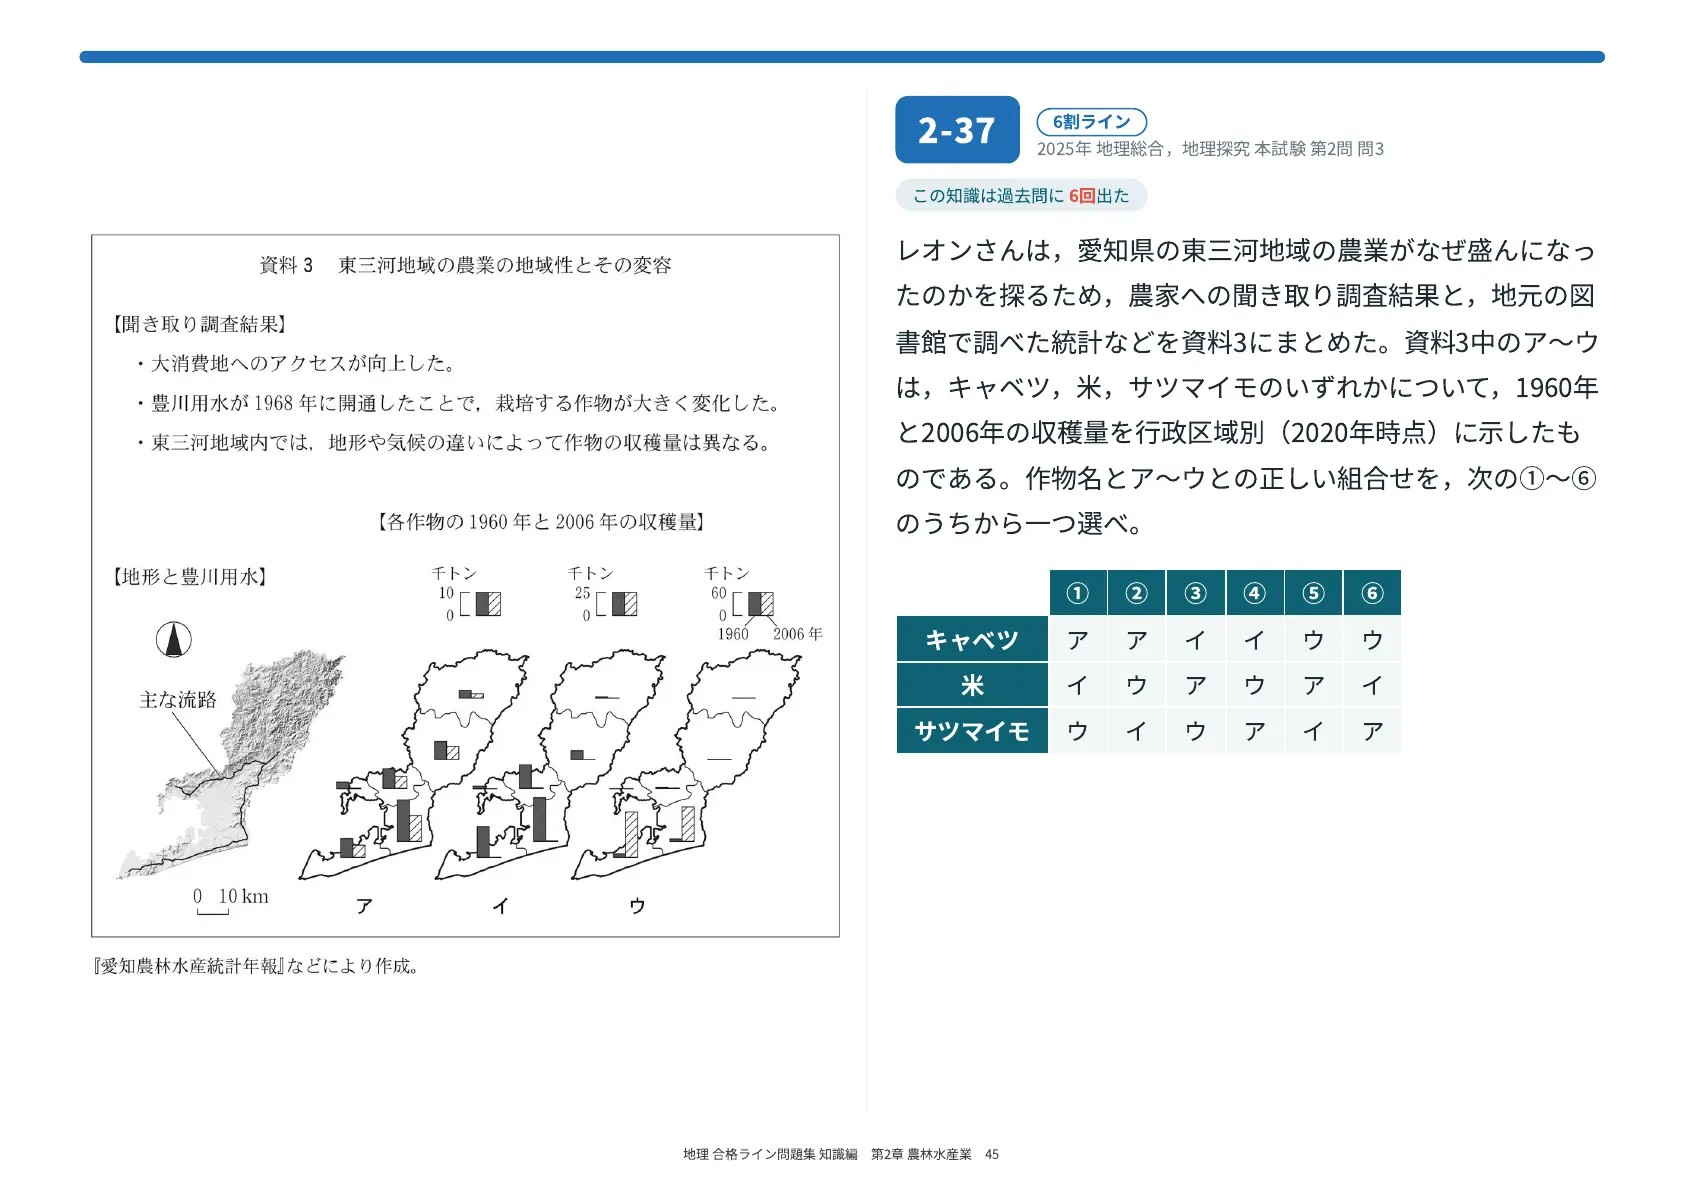 資料3　東三河地域の農業の地域性とその変容
【聞き取り調査結果】
・大消費地へのアクセスが向上した。
・豊川用水が1968年に開通したことで，栽培する作物が大きく変化した。
・東三河地域内では，地形や気候の違いによって作物の収穫量は異なる。
【各作物の1960年と2006年の収穫量】
【地形と豊川用水】
千トン
10
0
千トン
25
0
千トン
60
0
1960　2006年
主な流路
0　10 km
ア
イ
ウ
『愛知農林水産統計年報』などにより作成。
2-37
6割ライン
2025年 地理総合，地理探究 本試験 第2問 問3
この知識は過去問に 6回出た
レオンさんは，愛知県の東三河地域の農業がなぜ盛んになっ
たのかを探るため，農家への聞き取り調査結果と，地元の図
書館で調べた統計などを資料3にまとめた。資料3中のア～ウ
は，キャベツ，米，サツマイモのいずれかについて，1960年
と2006年の収穫量を行政区域別（2020年時点）に示したも
のである。作物名とア～ウとの正しい組合せを，次の①～⑥
のうちから一つ選べ。
①　②　③　④　⑤　⑥
キャベツ　ア　ア　イ　イ　ウ　ウ
米　イ　ウ　ア　ウ　ア　イ
サツマイモ　ウ　イ　ウ　ア　イ　ア
地理 合格ライン問題集 知識編　第2章 農林水産業　45